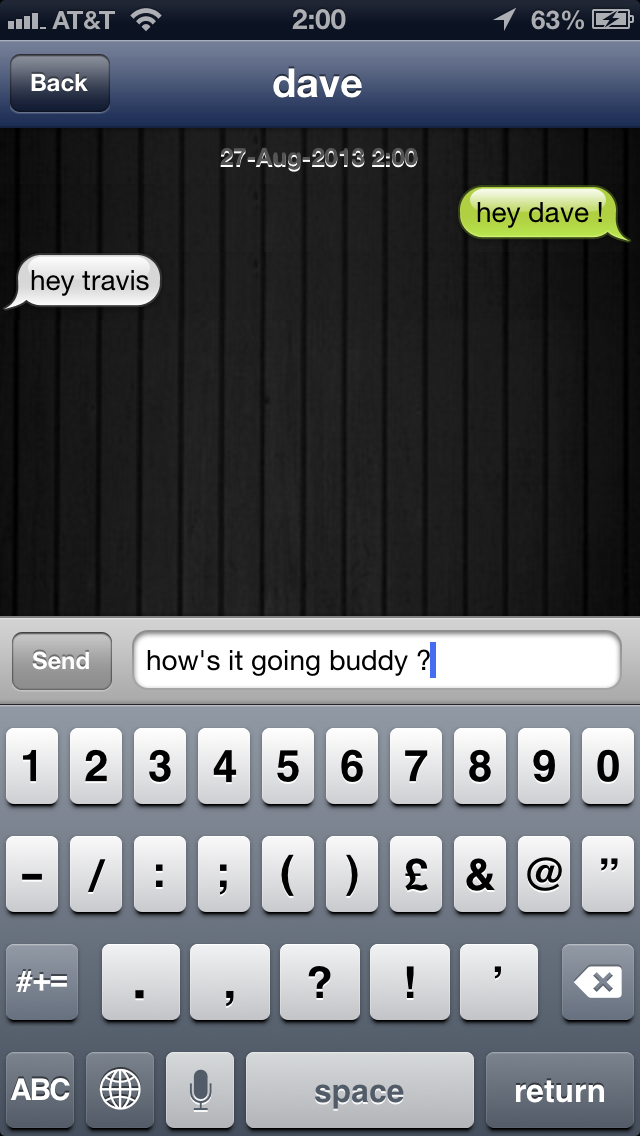 AT&T 2:00 63%
Back dave
27-Aug-2013 2:00
hey dave !
hey travis
Send how's it going buddy ?
1 2 3 4 5 6 7 8 9 0
- / : ; ( ) £ & @ ”
#+= . , ? ! ’
ABC space return